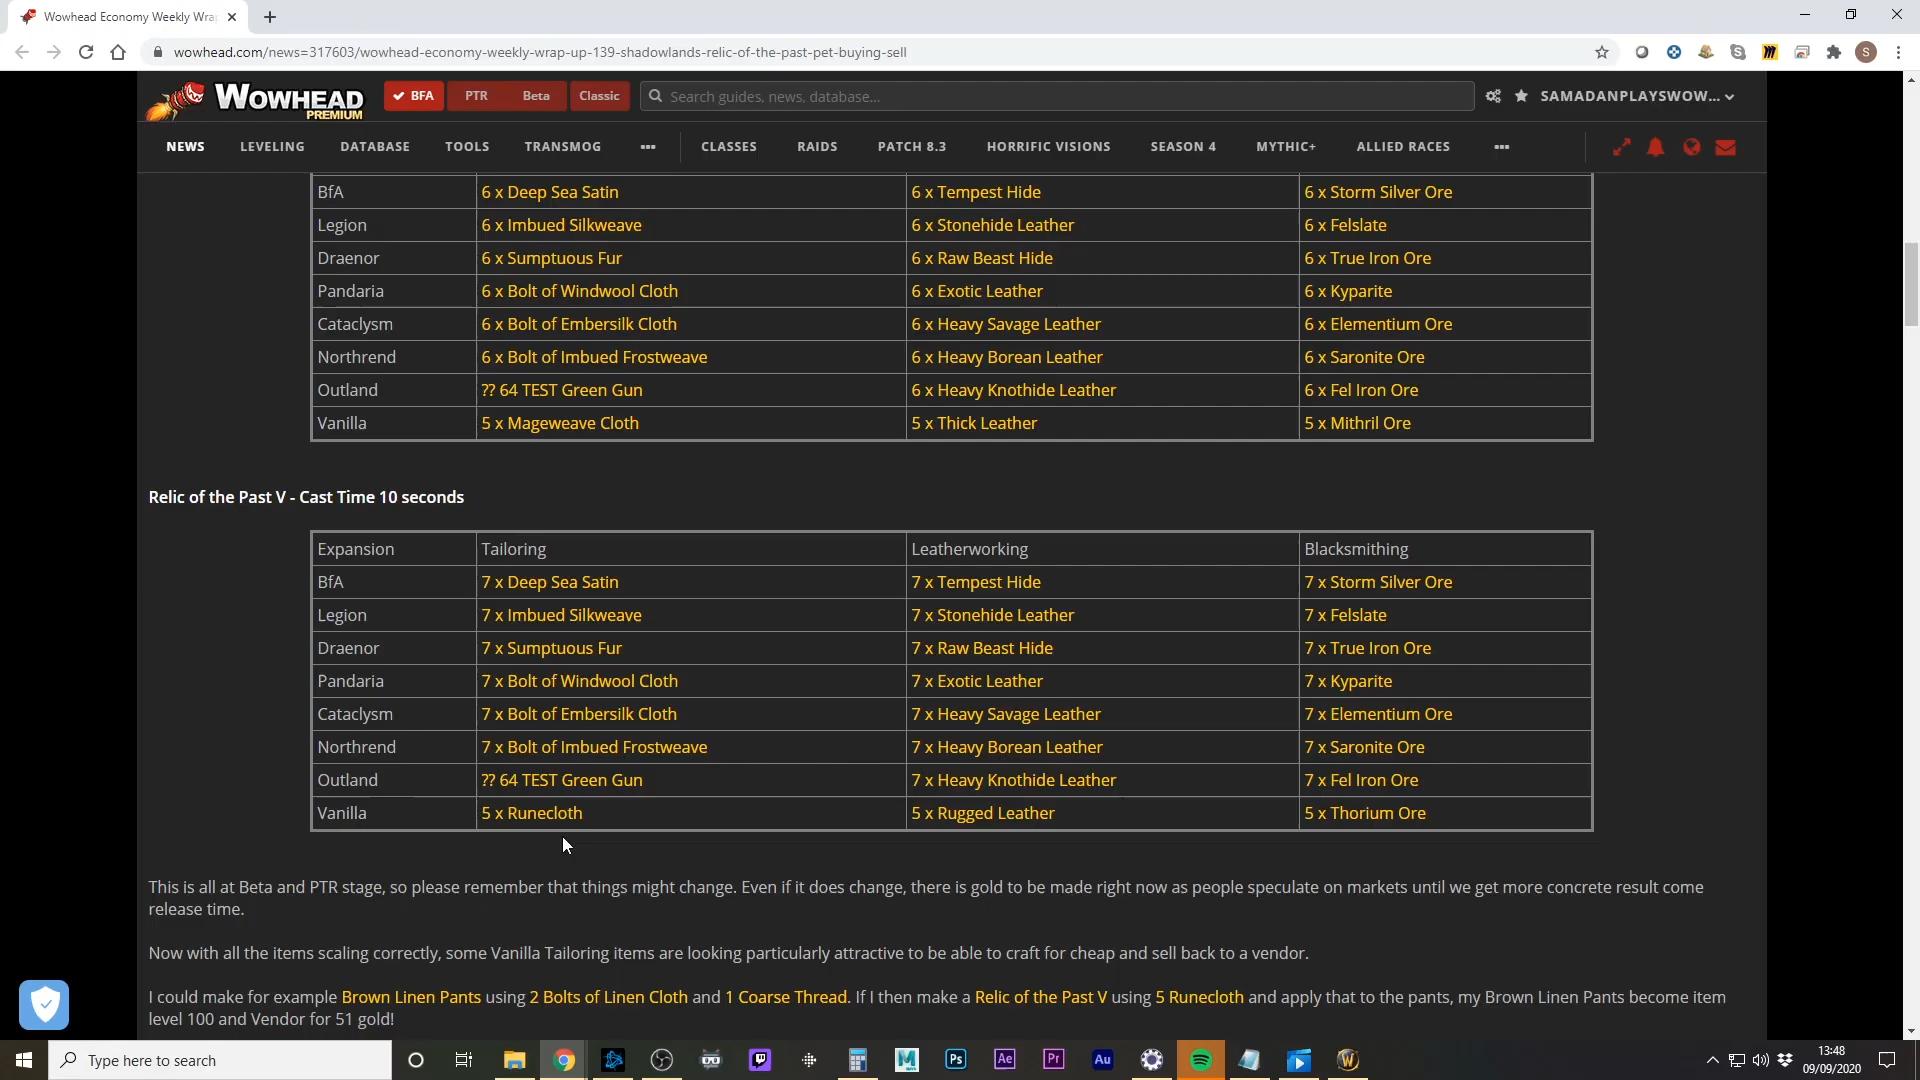 Wowhead Economy Weekly Wra
wowhead.com/news=317603/wowhead-economy-weekly-wrap-up-139-shadowlands-relic-of-the-past-pet-buying-sell
S
WOWHEAD
PREMIUM
BFA PTR Beta Classic
Search guides, news, database...
SAMADANPLAYSWOW...
NEWS LEVELING DATABASE TOOLS TRANSMOG CLASSES RAIDS PATCH 8.3 HORRIFIC VISIONS SEASON 4 MYTHIC+ ALLIED RACES
BfA 6 x Deep Sea Satin 6 x Tempest Hide 6 x Storm Silver Ore
Legion 6 x Imbued Silkweave 6 x Stonehide Leather 6 x Felslate
Draenor 6 x Sumptuous Fur 6 x Raw Beast Hide 6 x True Iron Ore
Pandaria 6 x Bolt of Windwool Cloth 6 x Exotic Leather 6 x Kyparite
Cataclysm 6 x Bolt of Embersilk Cloth 6 x Heavy Savage Leather 6 x Elementium Ore
Northrend 6 x Bolt of Imbued Frostweave 6 x Heavy Borean Leather 6 x Saronite Ore
Outland ?? 64 TEST Green Gun 6 x Heavy Knothide Leather 6 x Fel Iron Ore
Vanilla 5 x Mageweave Cloth 5 x Thick Leather 5 x Mithril Ore
Relic of the Past V - Cast Time 10 seconds
Expansion Tailoring Leatherworking Blacksmithing
BfA 7 x Deep Sea Satin 7 x Tempest Hide 7 x Storm Silver Ore
Legion 7 x Imbued Silkweave 7 x Stonehide Leather 7 x Felslate
Draenor 7 x Sumptuous Fur 7 x Raw Beast Hide 7 x True Iron Ore
Pandaria 7 x Bolt of Windwool Cloth 7 x Exotic Leather 7 x Kyparite
Cataclysm 7 x Bolt of Embersilk Cloth 7 x Heavy Savage Leather 7 x Elementium Ore
Northrend 7 x Bolt of Imbued Frostweave 7 x Heavy Borean Leather 7 x Saronite Ore
Outland ?? 64 TEST Green Gun 7 x Heavy Knothide Leather 7 x Fel Iron Ore
Vanilla 5 x Runecloth 5 x Rugged Leather 5 x Thorium Ore
This is all at Beta and PTR stage, so please remember that things might change. Even if it does change, there is gold to be made right now as people speculate on markets until we get more concrete result come
release time.
Now with all the items scaling correctly, some Vanilla Tailoring items are looking particularly attractive to be able to craft for cheap and sell back to a vendor.
I could make for example Brown Linen Pants using 2 Bolts of Linen Cloth and 1 Coarse Thread. If I then make a Relic of the Past V using 5 Runecloth and apply that to the pants, my Brown Linen Pants become item
level 100 and Vendor for 51 gold!
Type here to search
Ps Ae Pr Au
13:48
09/09/2020